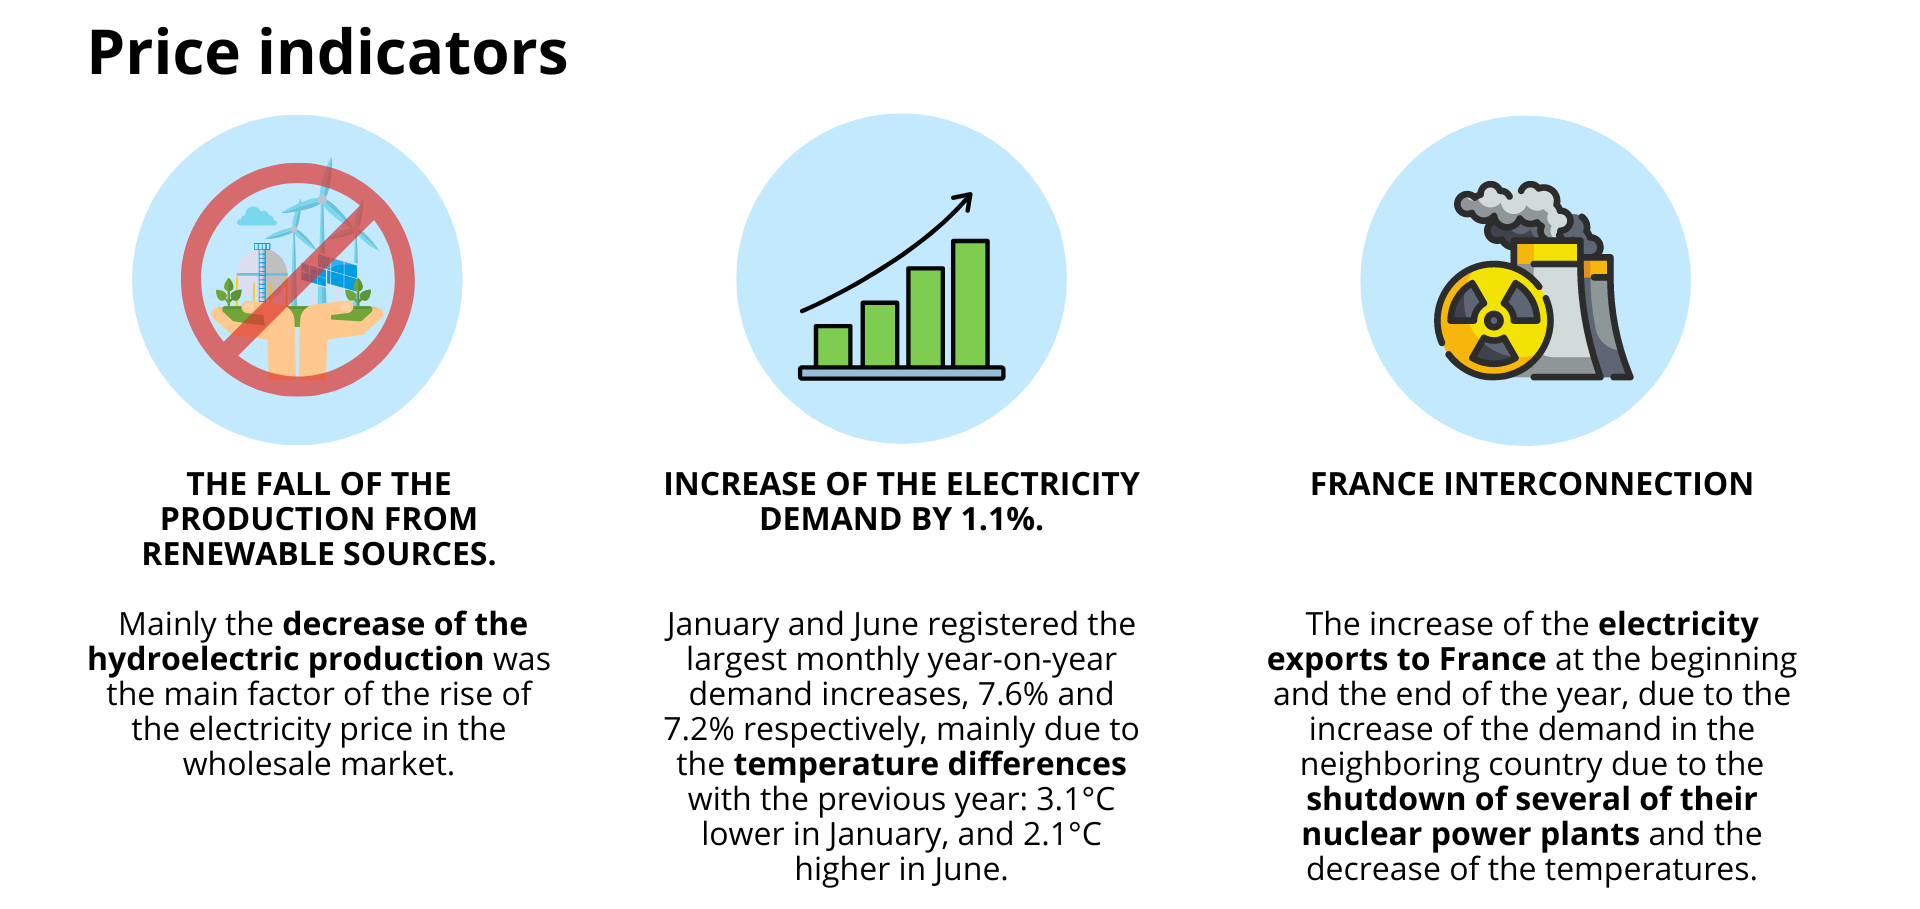 Price indicators
THE FALL OF THE
PRODUCTION FROM
RENEWABLE SOURCES.
Mainly the decrease of the
hydroelectric production was
the main factor of the rise of
the electricity price in the
wholesale market.
INCREASE OF THE ELECTRICITY
DEMAND BY 1.1%.
January and June registered the
largest monthly year-on-year
demand increases, 7.6% and
7.2% respectively, mainly due to
the temperature differences
with the previous year: 3.1°C
lower in January, and 2.1°C
higher in June.
FRANCE INTERCONNECTION
The increase of the electricity
exports to France at the beginning
and the end of the year, due to the
increase of the demand in the
neighboring country due to the
shutdown of several of their
nuclear power plants and the
decrease of the temperatures.